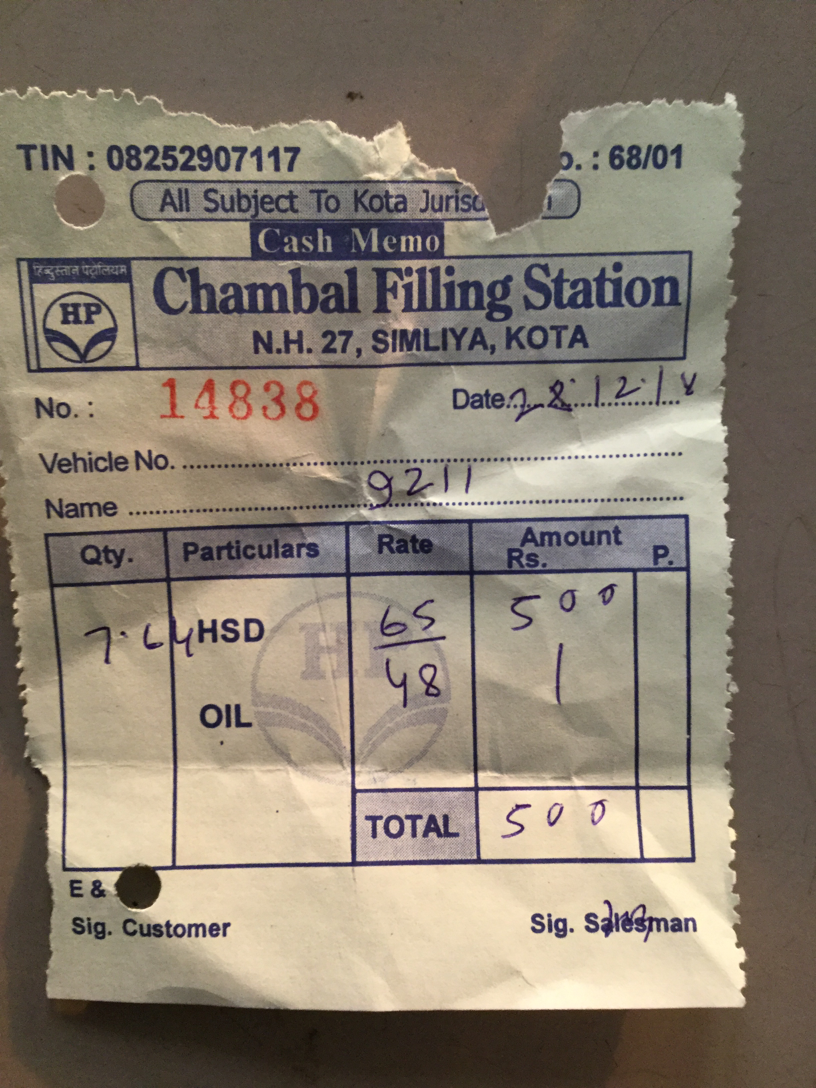 TIN : 08252907117 o. : 68/01
All Subject To Kota
Cash Memo
हिन्दुस्तान पेट्रोलियम
HP
Chambal Filling Station
N.H. 27, SIMLIYA, KOTA
No. : 14838 Date 28.12.18
Vehicle No.
Name 9211
Qty. Particulars Rate Amount
Rs. P.
7.64 HSD 65 500
48
OIL
HP
TOTAL 500
E &
Sig. Customer Sig. Salesman